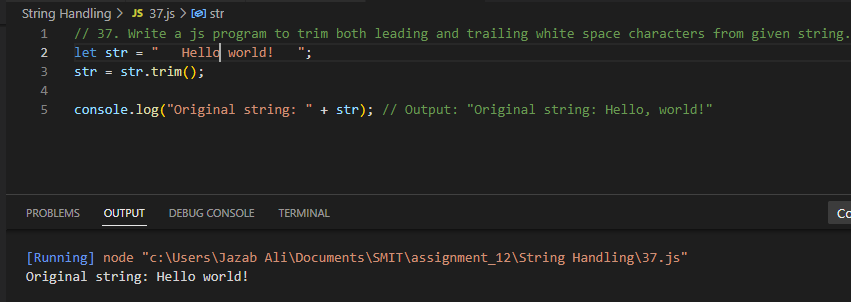 String Handling > JS 37.js > str
1 // 37. Write a js program to trim both leading and trailing white space characters from given string.
2 let str = "   Hello world!   ";
3 str = str.trim();
4
5 console.log("Original string: " + str); // Output: "Original string: Hello, world!"
PROBLEMS OUTPUT DEBUG CONSOLE TERMINAL Co
[Running] node "c:\Users\Jazab Ali\Documents\SMIT\assignment_12\String Handling\37.js"
Original string: Hello world!